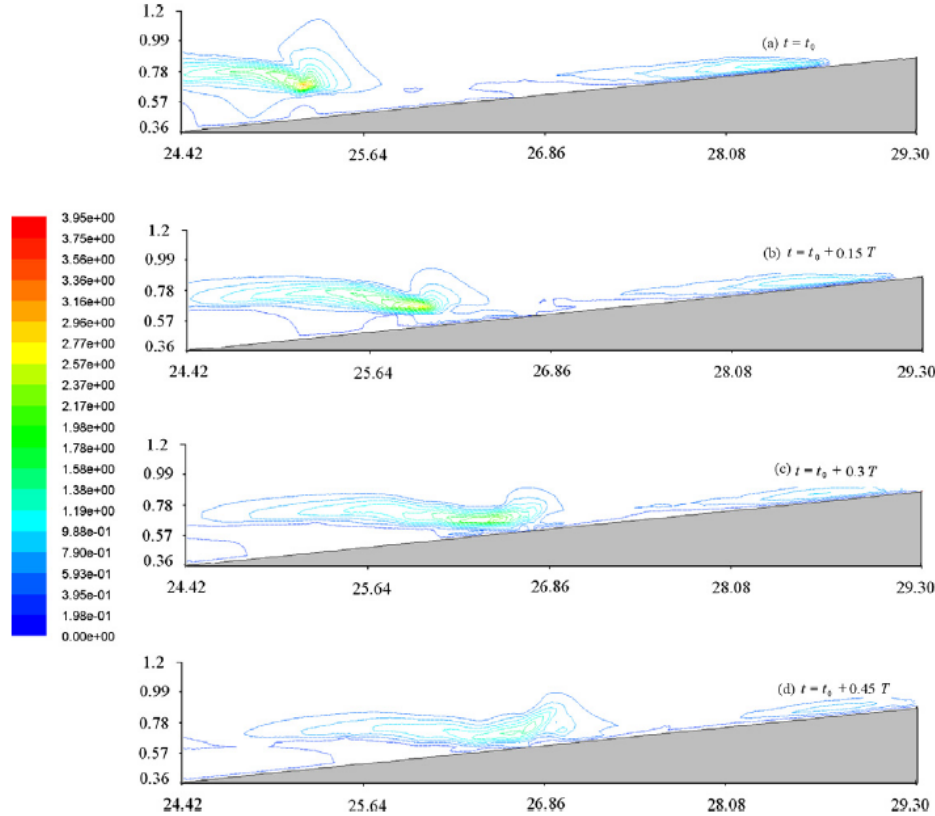 1.2
(a) t = t0
0.99
0.78
0.57
0.36
24.42 25.64 26.86 28.08 29.30
3.95e+00
3.75e+00
3.56e+00
3.36e+00
3.16e+00
2.96e+00
2.77e+00
2.57e+00
2.37e+00
2.17e+00
1.98e+00
1.78e+00
1.58e+00
1.38e+00
1.19e+00
9.88e-01
7.90e-01
5.93e-01
3.95e-01
1.98e-01
0.00e+00
1.2
(b) t = t0 + 0.15 T
0.99
0.78
0.57
0.36
24.42 25.64 26.86 28.08 29.30
1.2
(c) t = t0 + 0.3 T
0.99
0.78
0.57
0.36
24.42 25.64 26.86 28.08 29.30
1.2
(d) t = t0 + 0.45 T
0.99
0.78
0.57
0.36
24.42 25.64 26.86 28.08 29.30